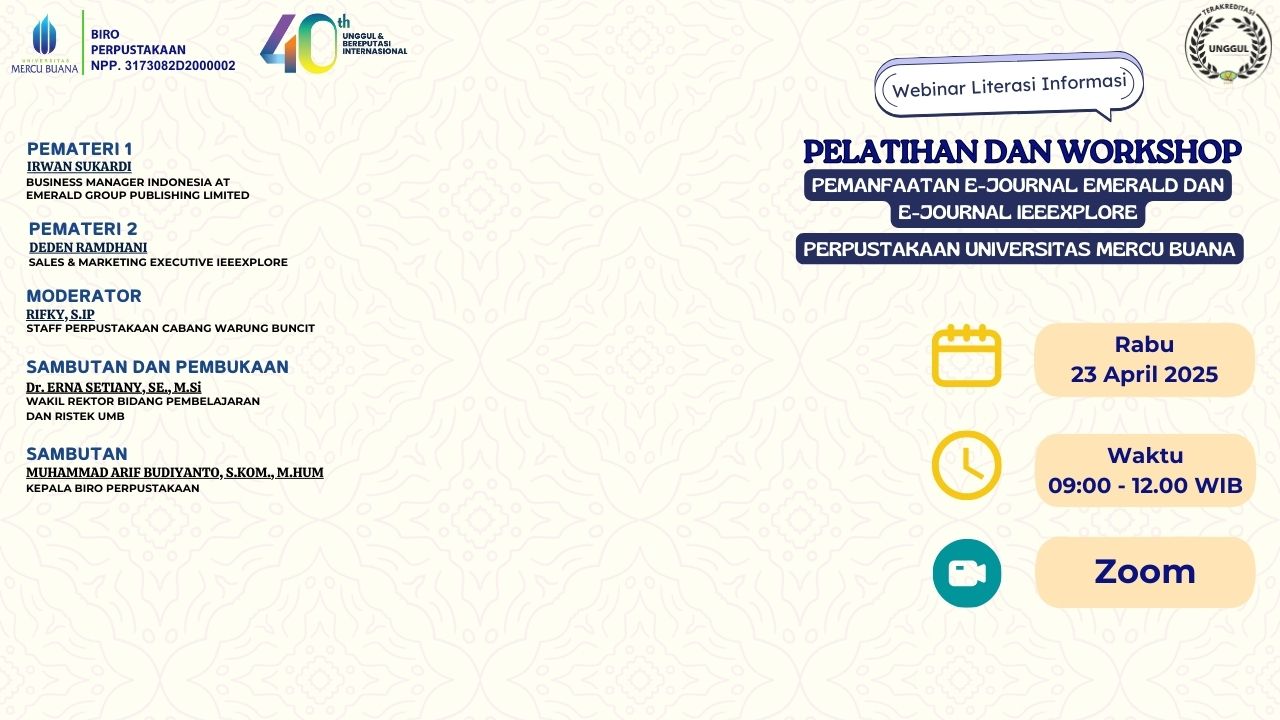 UNIVERSITAS
MERCU BUANA
BIRO
PERPUSTAKAAN
NPP. 3173082D2000002
40th
UNGGUL &
BEREPUTASI
INTERNASIONAL
TERAKREDITASI
UNGGUL
Webinar Literasi Informasi
PELATIHAN DAN WORKSHOP
PEMANFAATAN E-JOURNAL EMERALD DAN
E-JOURNAL IEEEXPLORE
PERPUSTAKAAN UNIVERSITAS MERCU BUANA
PEMATERI 1
IRWAN SUKARDI
BUSINESS MANAGER INDONESIA AT
EMERALD GROUP PUBLISHING LIMITED
PEMATERI 2
DEDEN RAMDHANI
SALES & MARKETING EXECUTIVE IEEEXPLORE
MODERATOR
RIFKY, S.IP
STAFF PERPUSTAKAAN CABANG WARUNG BUNCIT
SAMBUTAN DAN PEMBUKAAN
Dr. ERNA SETIANY, SE., M.Si
WAKIL REKTOR BIDANG PEMBELAJARAN
DAN RISTEK UMB
SAMBUTAN
MUHAMMAD ARIF BUDIYANTO, S.KOM., M.HUM
KEPALA BIRO PERPUSTAKAAN
Rabu
23 April 2025
Waktu
09:00 - 12.00 WIB
Zoom